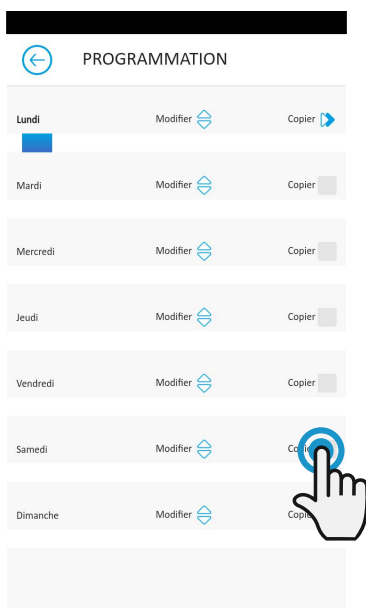 PROGRAMMATION
Lundi Modifier Copier
Mardi Modifier Copier
Mercredi Modifier Copier
Jeudi Modifier Copier
Vendredi Modifier Copier
Samedi Modifier
Dimanche Modifier